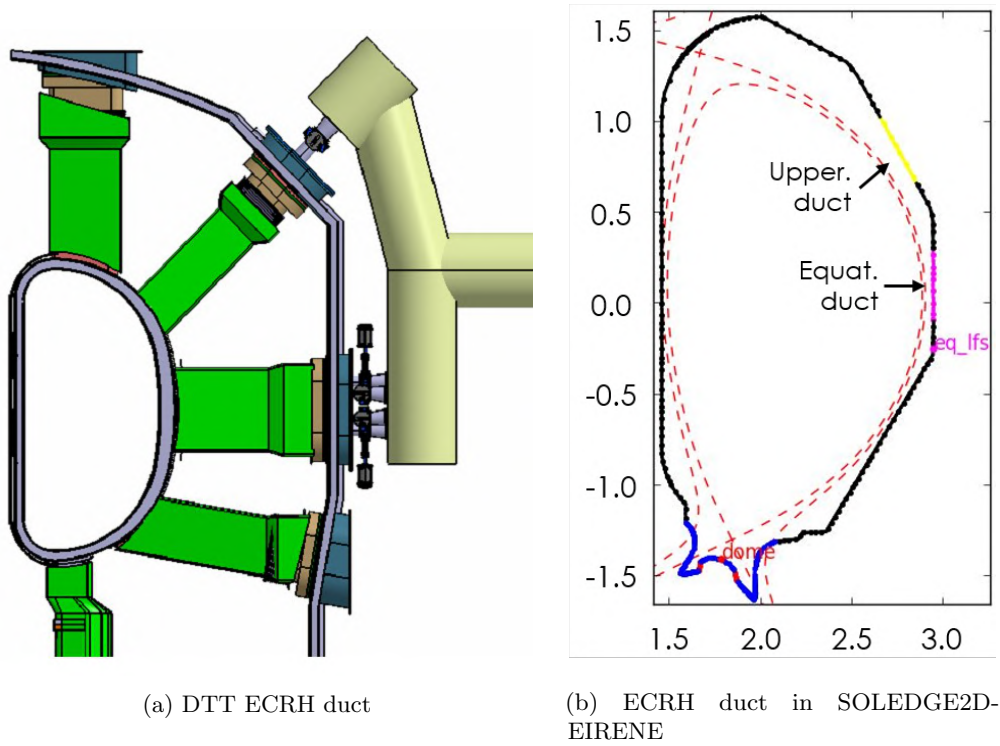 1.5
1.0
0.5
0.0
-0.5
-1.0
-1.5
Upper.
duct
Equat.
duct
eq_lfs
dome
1.5 2.0 2.5 3.0
(a) DTT ECRH duct
(b) ECRH duct in SOLEDGE2D-
EIRENE